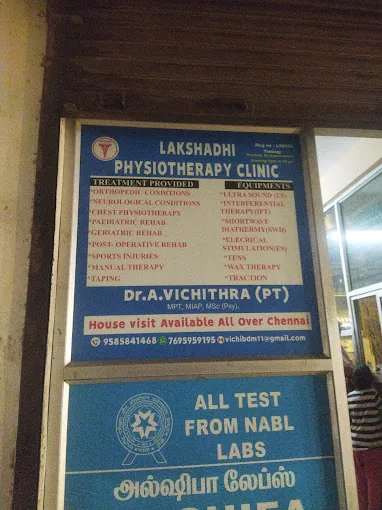 LAKSHADHI
PHYSIOTHERAPY CLINIC
TREATMENT PROVIDED
*ORTHOPEDIC CONDITIONS
*NEUROLOGICAL CONDITIONS
*CHEST PHYSIOTHERAPY
*PAEDIATRIC REHAB
*GERIATRIC REHAB
*POST- OPERATIVE REHAB
*SPORTS INJURIES
*MANUAL THERAPY
*TAPING
EQUIPMENTS
*ULTRA SOUND (US)
*INTERFERENTIAL
THERAPY(IFT)
*SHORTWAVE
DIATHERMY(SWD)
*ELECRICAL
STIMULATION(EN)
*TENS
*WAX THERAPY
*TRACTION
Dr.A.VICHITHRA (PT)
MPT, MIAP, MSc (Psy),
House visit Available All Over Chennai
9585841468 7695959195 vichibdm11@gmail.com
ALL TEST
FROM NABL
LABS
அல்ஷிபா லேப்ஸ்